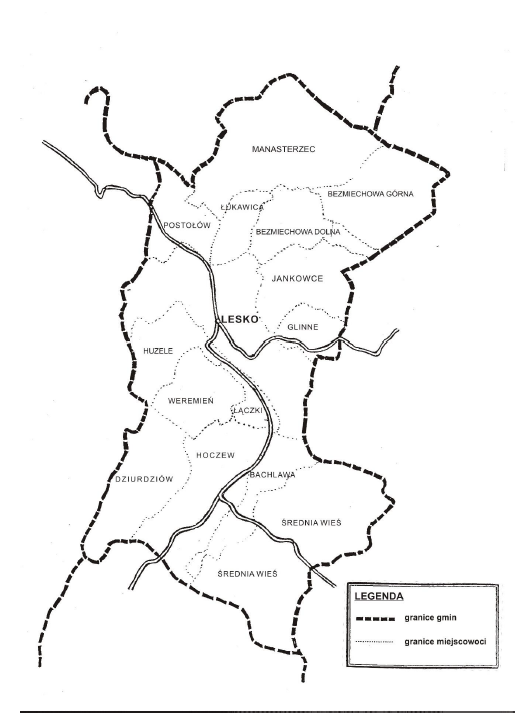 MANASTERZEC
BEZMIECHOWA GÓRNA
ŁUKAWICA
POSTOŁÓW
BEZMIECHOWA DOLNA
JANKOWCE
LESKO
GLINNE
HUZELE
WEREMIEŃ
ŁĄCZKI
HOCZEW
BACHLAWA
DZIURDZIÓW
ŚREDNIA WIEŚ
ŚREDNIA WIEŚ
LEGENDA
granice gmin
granice miejscowoci